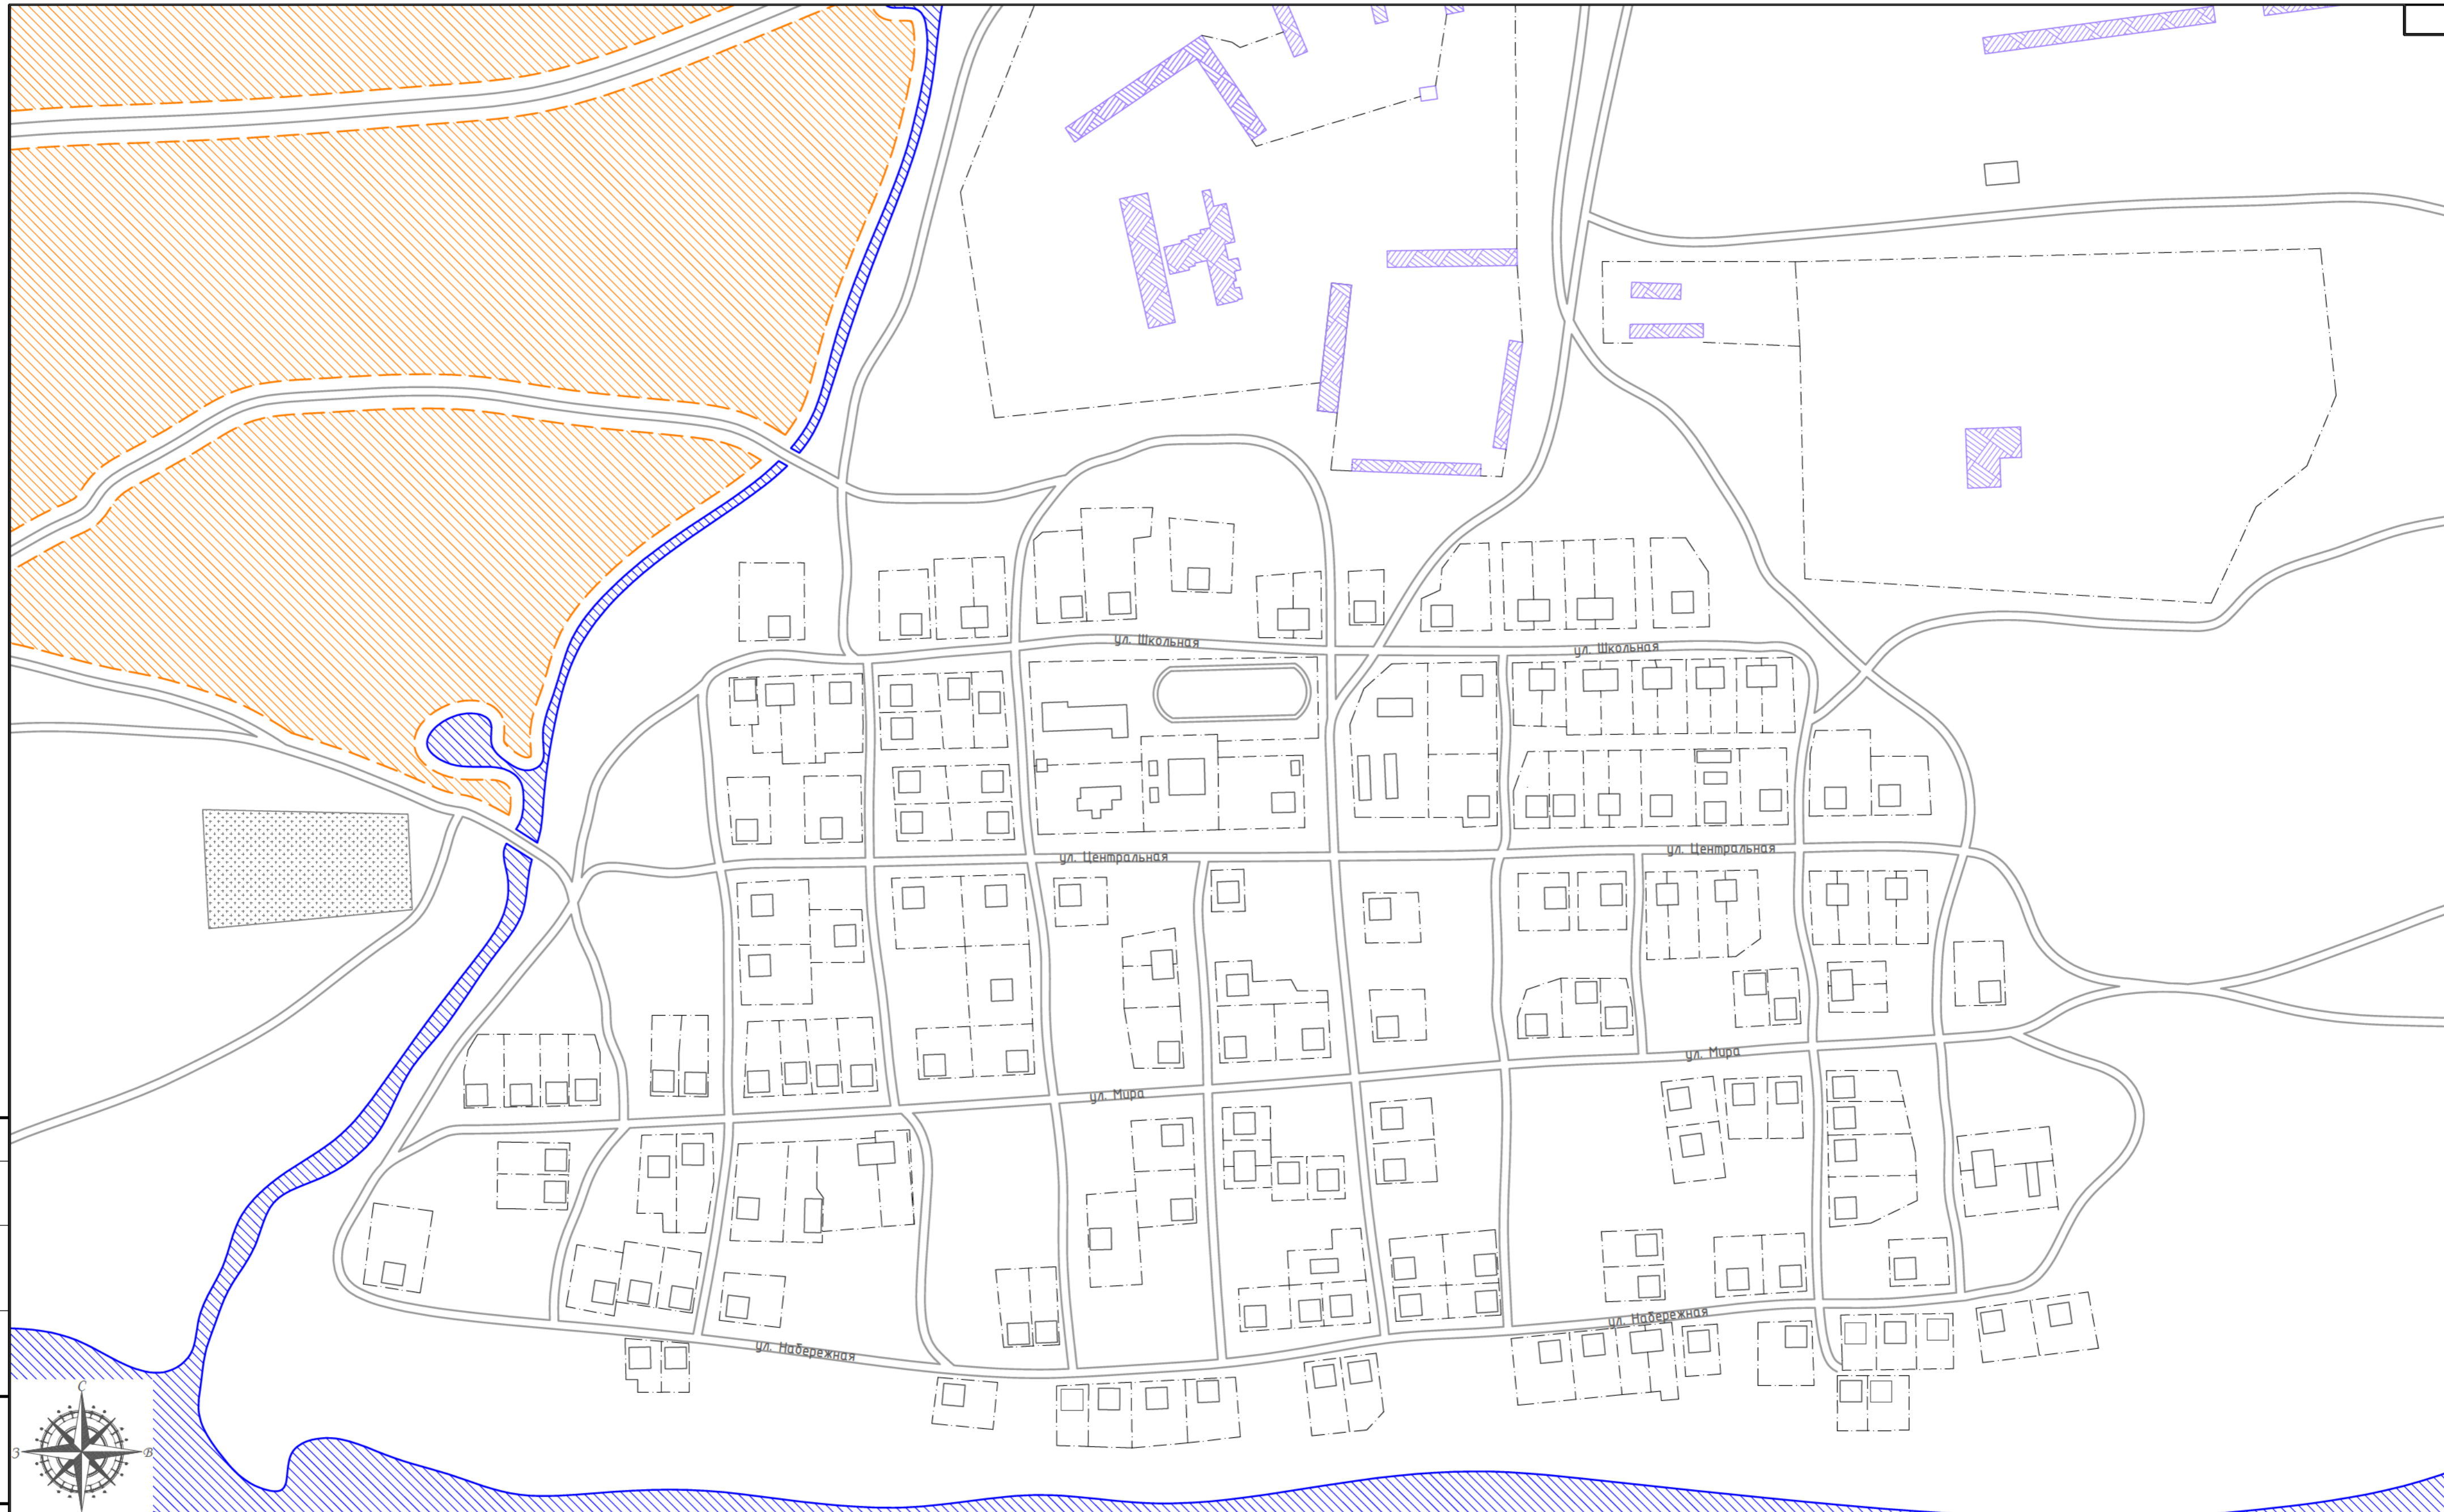 ул. Школьная
ул. Школьная
ул. Центральная
ул. Центральная
ул. Мира
ул. Мира
ул. Набережная
ул. Набережная
С
З
В